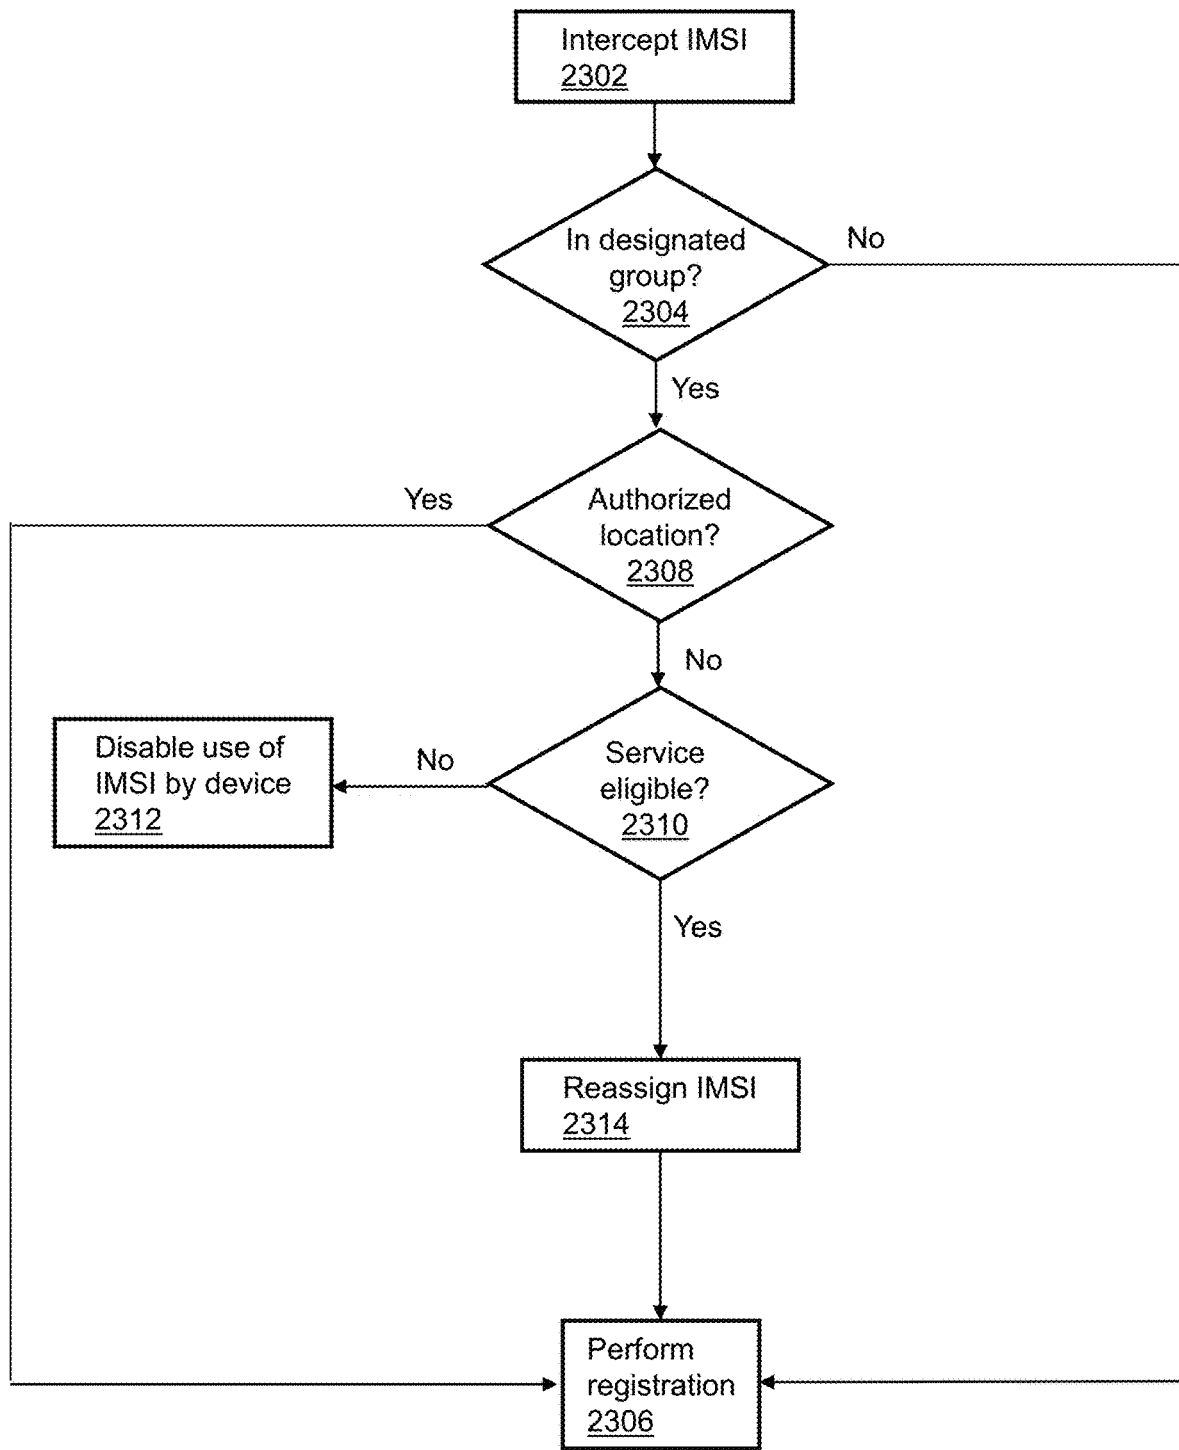 Intercept IMSI
2302
In designated
group?
2304
No
Yes
Authorized
location?
2308
Yes
No
Service
eligible?
2310
No
Disable use of
IMSI by device
2312
Yes
Reassign IMSI
2314
Perform
registration
2306